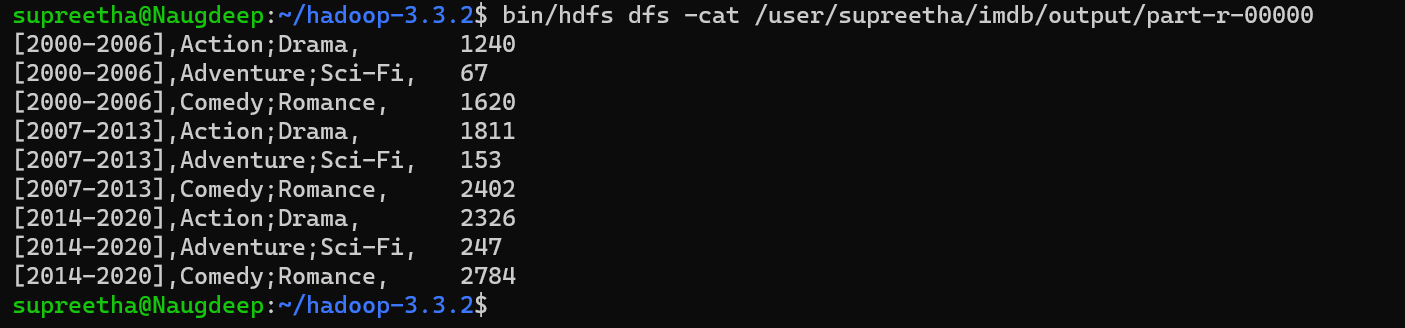 supreetha@Naugdeep:~/hadoop-3.3.2$ bin/hdfs dfs -cat /user/supreetha/imdb/output/part-r-00000
[2000-2006],Action;Drama,       1240
[2000-2006],Adventure;Sci-Fi,   67
[2000-2006],Comedy;Romance,     1620
[2007-2013],Action;Drama,       1811
[2007-2013],Adventure;Sci-Fi,   153
[2007-2013],Comedy;Romance,     2402
[2014-2020],Action;Drama,       2326
[2014-2020],Adventure;Sci-Fi,   247
[2014-2020],Comedy;Romance,     2784
supreetha@Naugdeep:~/hadoop-3.3.2$